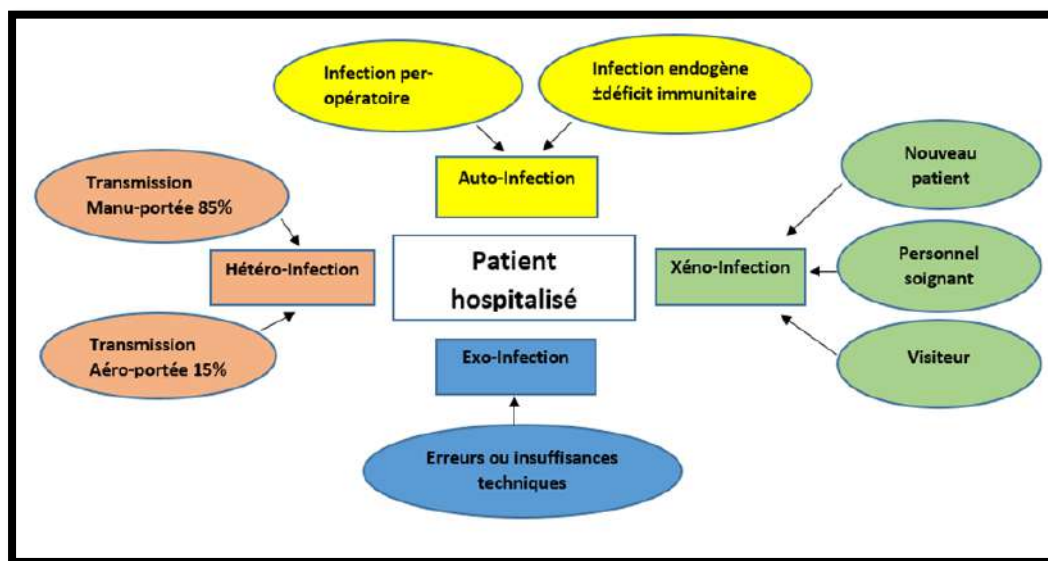 Infection per-
opératoire
Infection endogène
±déficit immunitaire
Auto-Infection
Transmission
Manu-portée 85%
Hétéro-Infection
Transmission
Aéro-portée 15%
Patient
hospitalisé
Xéno-Infection
Nouveau
patient
Personnel
soignant
Visiteur
Exo-Infection
Erreurs ou insuffisances
techniques